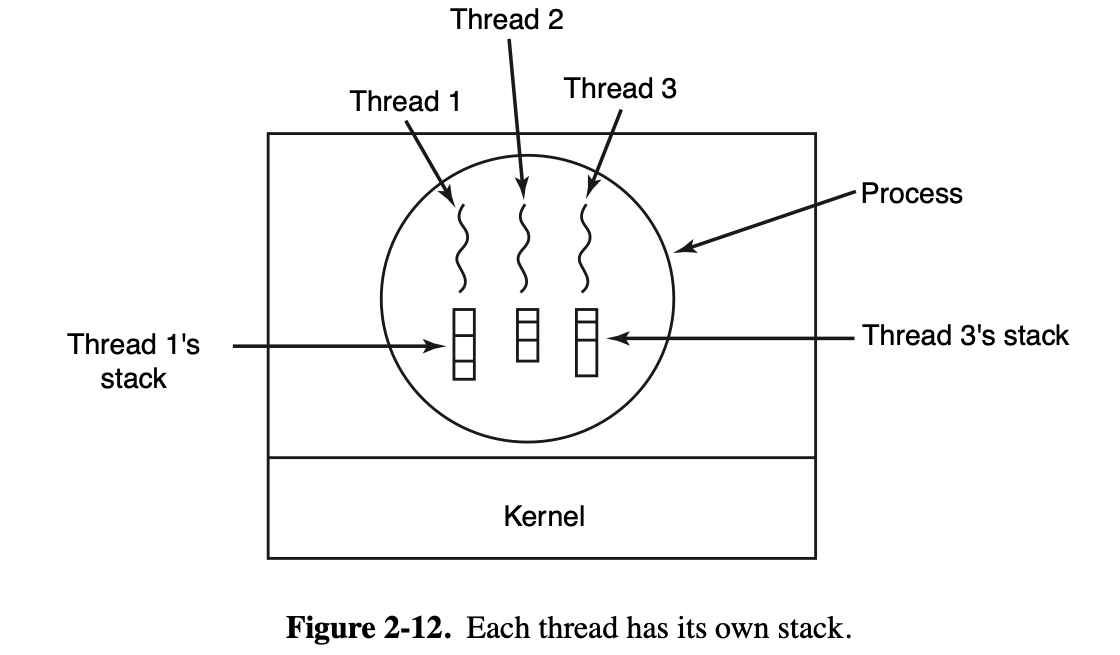 Thread 2
Thread 1
Thread 3
Process
Thread 1's
stack
Thread 3's stack
Kernel
Figure 2-12. Each thread has its own stack.